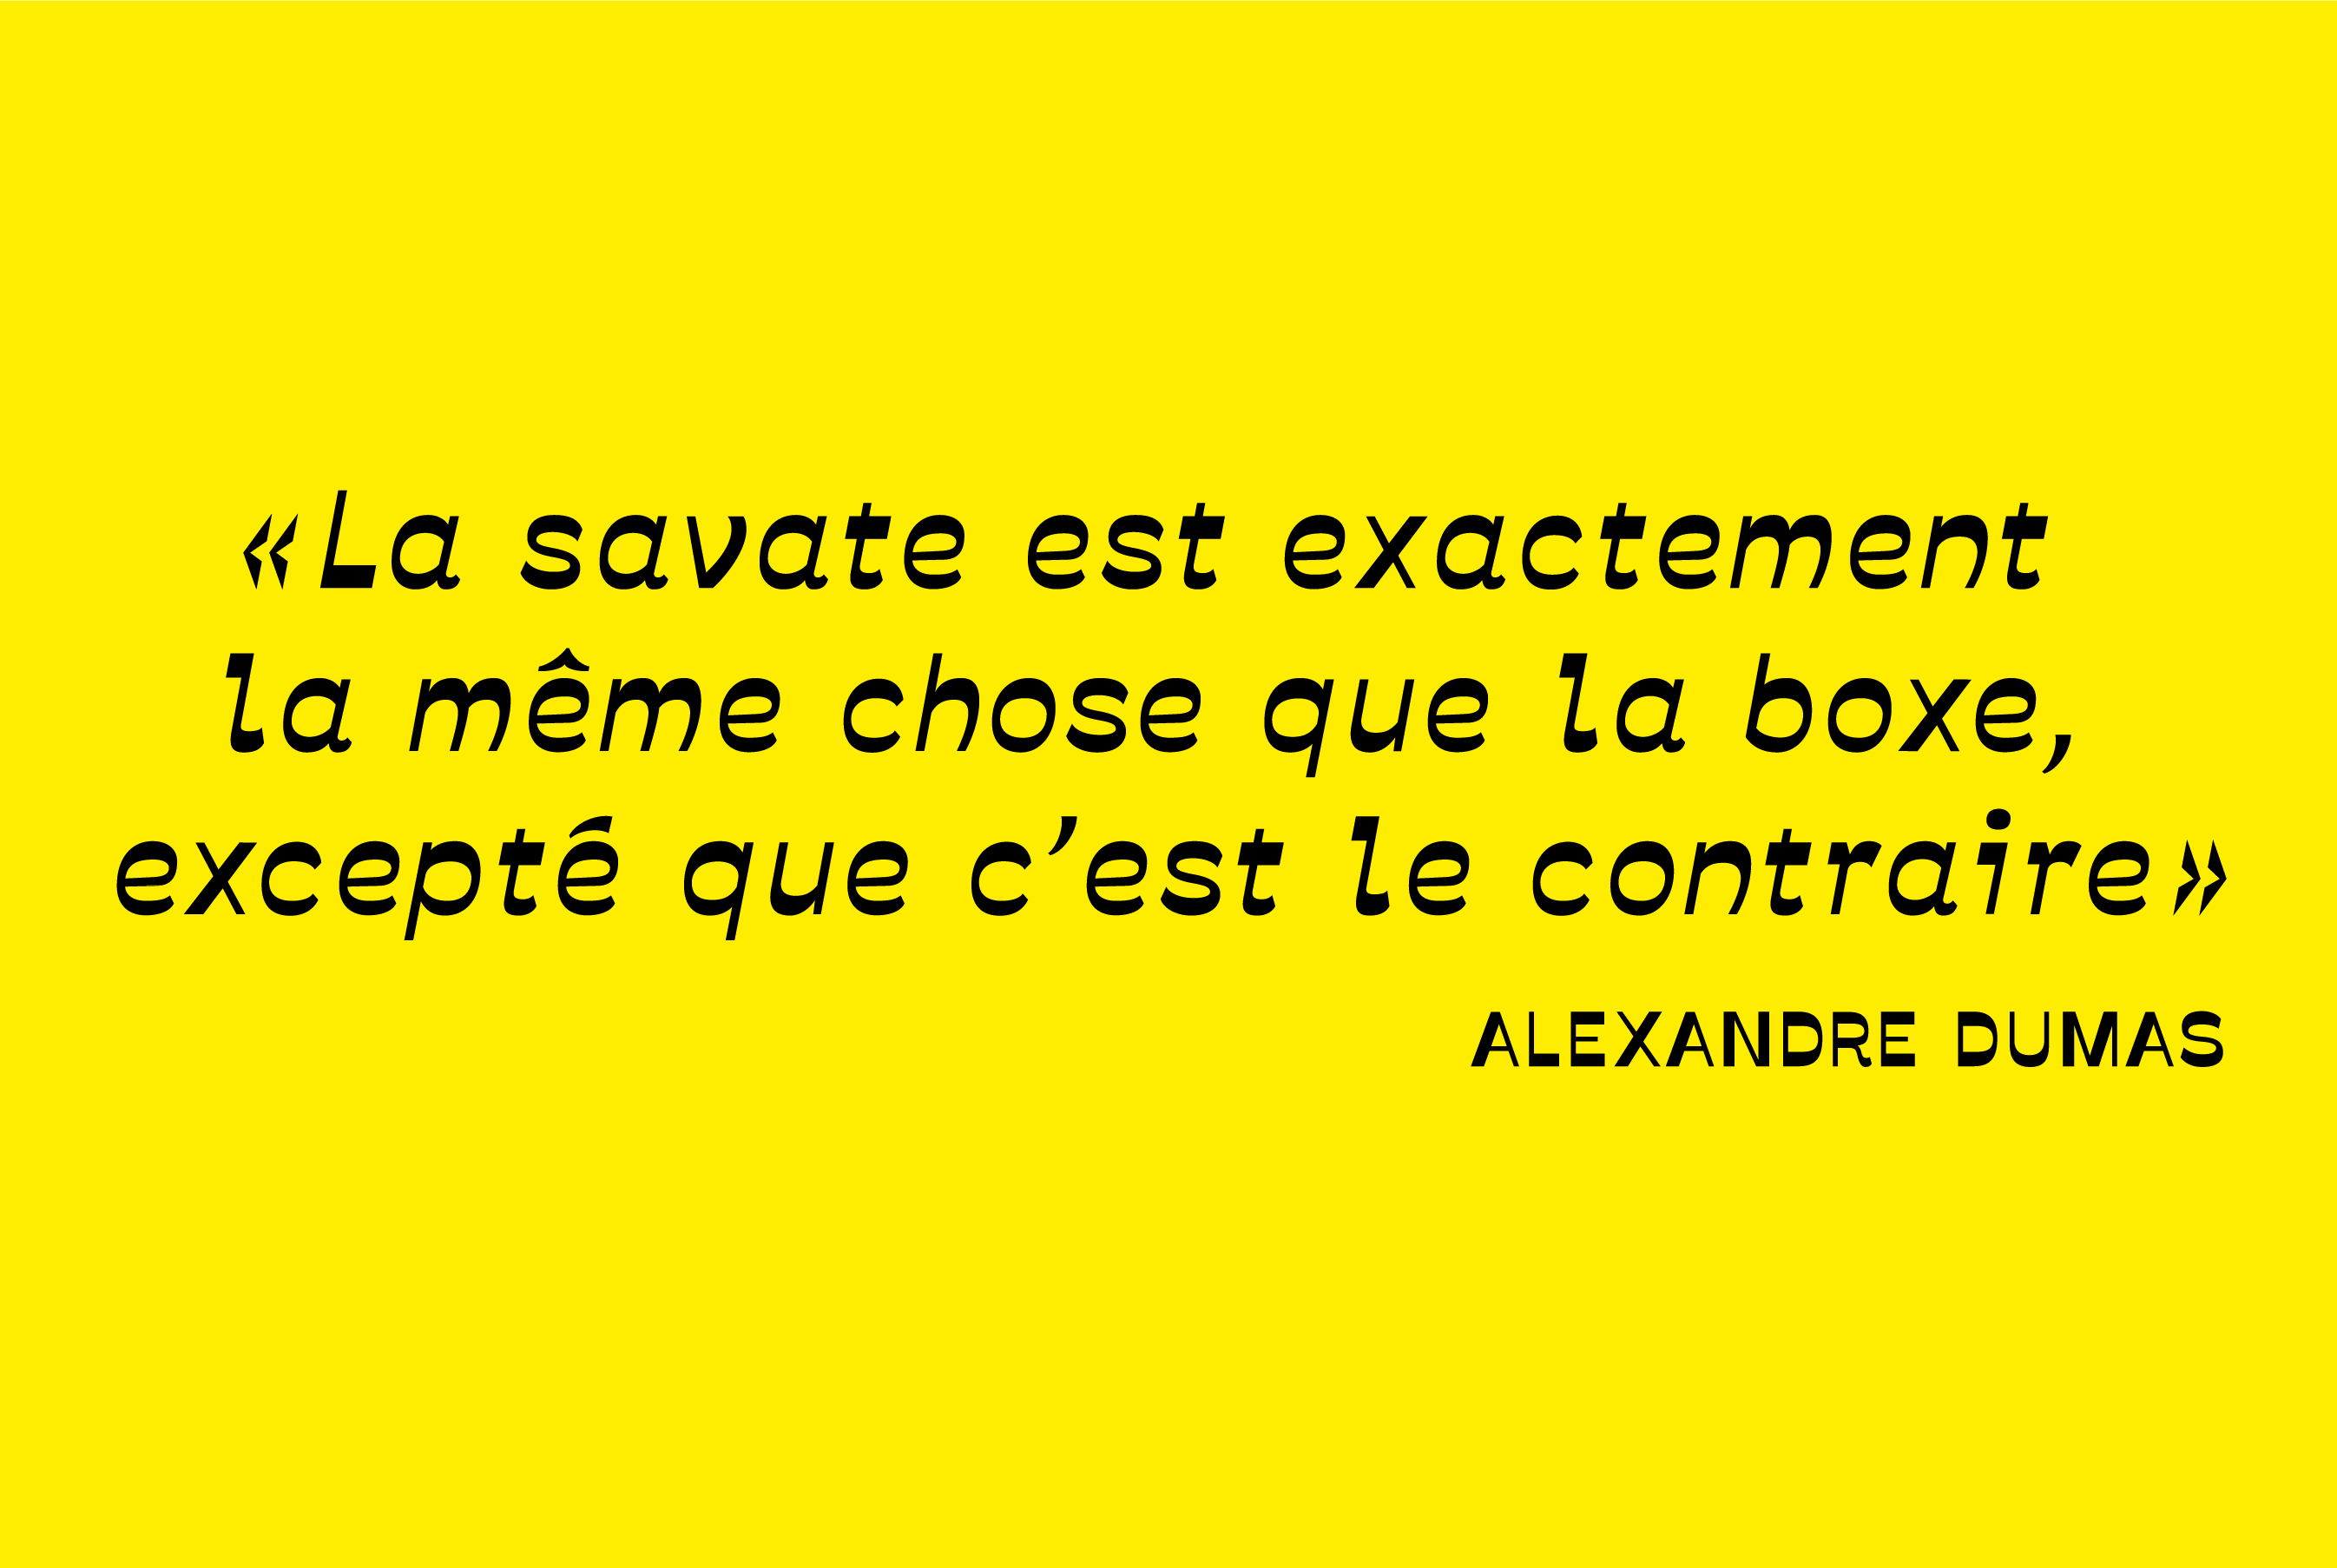 «La savate est exactement
la même chose que la boxe,
excepté que c’est le contraire»
ALEXANDRE DUMAS